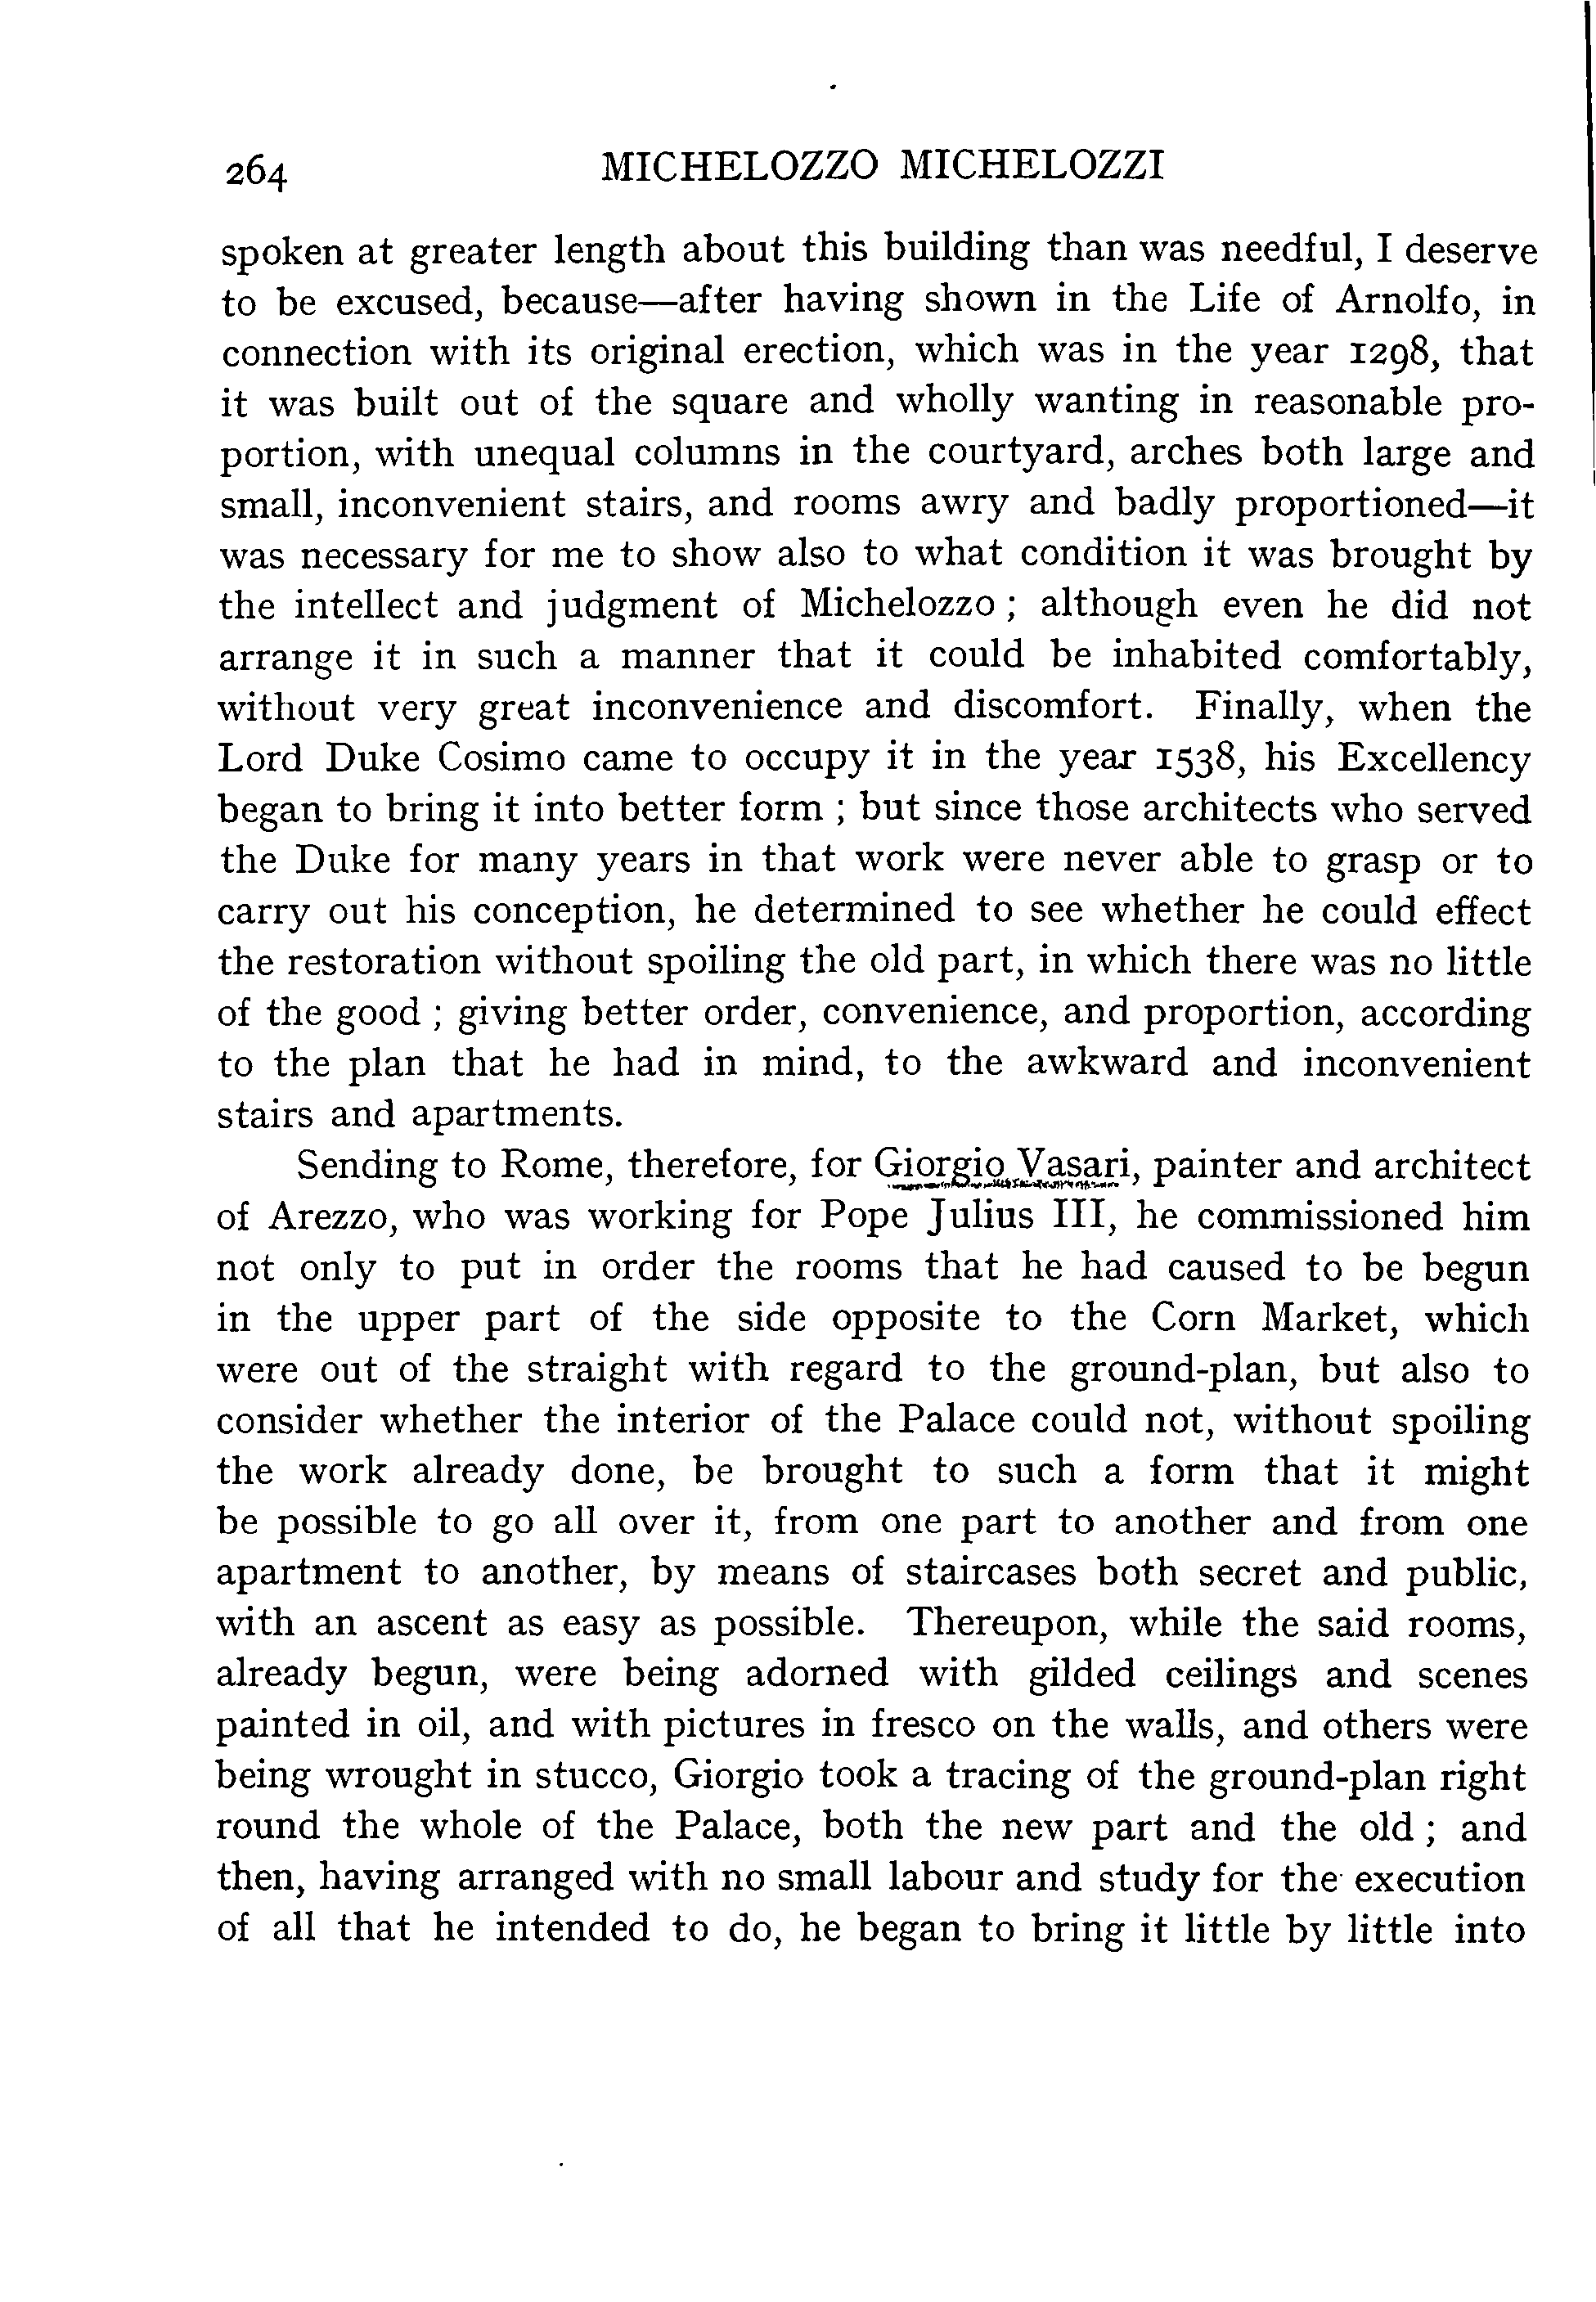 264 MICHELOZZO MICHELOZZI
spoken at greater length about this building than was needful, I deserve
to be excused, because—after having shown in the Life of Arnolfo, in
connection with its original erection, which was in the year 1298, that
it was built out of the square and wholly wanting in reasonable pro-
portion, with unequal columns in the courtyard, arches both large and
small, inconvenient stairs, and rooms awry and badly proportioned—it
was necessary for me to show also to what condition it was brought by
the intellect and judgment of Michelozzo ; although even he did not
arrange it in such a manner that it could be inhabited comfortably,
without very great inconvenience and discomfort. Finally, when the
Lord Duke Cosimo came to occupy it in the year 1538, his Excellency
began to bring it into better form ; but since those architects who served
the Duke for many years in that work were never able to grasp or to
carry out his conception, he determined to see whether he could effect
the restoration without spoiling the old part, in which there was no little
of the good ; giving better order, convenience, and proportion, according
to the plan that he had in mind, to the awkward and inconvenient
stairs and apartments.
Sending to Rome, therefore, for Giorgio Vasari, painter and architect
of Arezzo, who was working for Pope Julius III, he commissioned him
not only to put in order the rooms that he had caused to be begun
in the upper part of the side opposite to the Corn Market, which
were out of the straight with regard to the ground-plan, but also to
consider whether the interior of the Palace could not, without spoiling
the work already done, be brought to such a form that it might
be possible to go all over it, from one part to another and from one
apartment to another, by means of staircases both secret and public,
with an ascent as easy as possible. Thereupon, while the said rooms,
already begun, were being adorned with gilded ceilings and scenes
painted in oil, and with pictures in fresco on the walls, and others were
being wrought in stucco, Giorgio took a tracing of the ground-plan right
round the whole of the Palace, both the new part and the old ; and
then, having arranged with no small labour and study for the execution
of all that he intended to do, he began to bring it little by little into